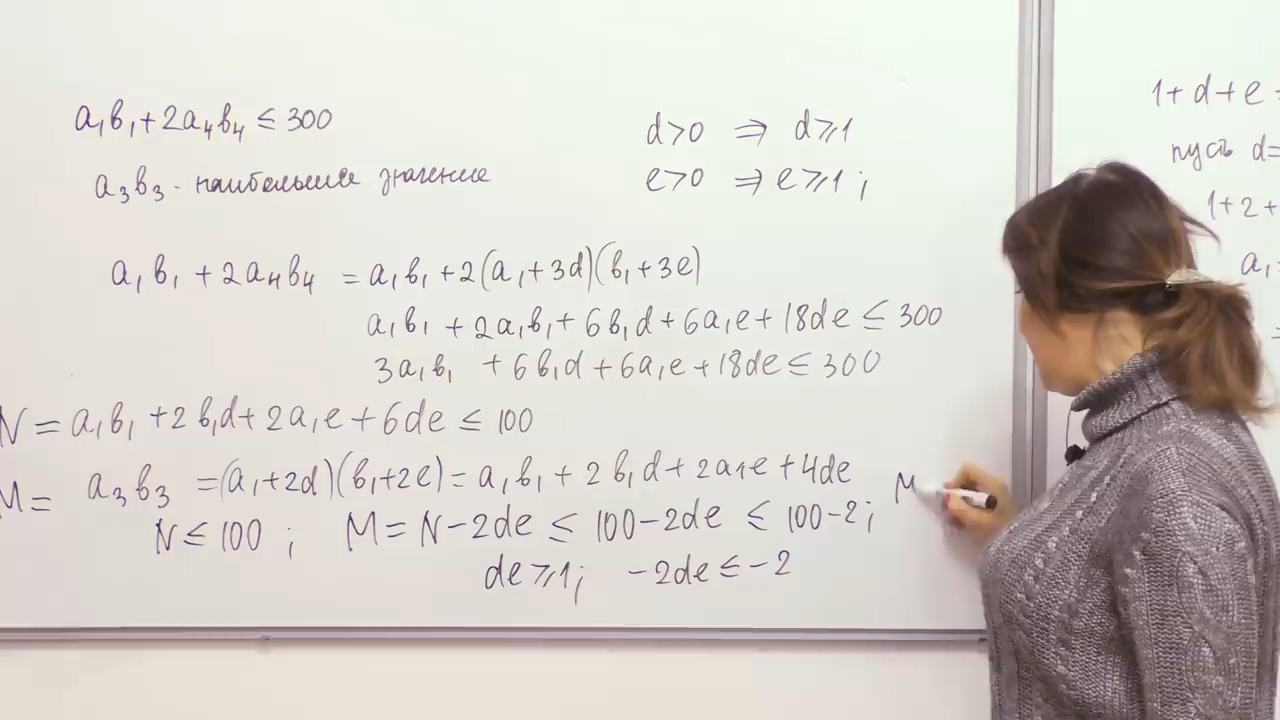 a₁b₁+2a₄b₄ ≤ 300
a₃b₃ - наибольшее значение
d>0 ⇒ d⩾1
e>0 ⇒ e⩾1;
a₁b₁ + 2a₄b₄ = a₁b₁+2(a₁+3d)(b₁+3e)
a₁b₁ + 2a₁b₁+6b₁d+6a₁e+18de ≤ 300
3a₁b₁ +6b₁d+6a₁e+18de ≤ 300
N = a₁b₁ +2b₁d+2a₁e+6de ≤ 100
M = a₃b₃ =(a₁+2d)(b₁+2e)= a₁b₁+2b₁d+2a₁e+4de
M
N ≤ 100 ; M = N-2de ≤ 100-2de ≤ 100-2;
de ⩾1; -2de ≤ -2
1+d+e
пусть d=
1+2+
a₁